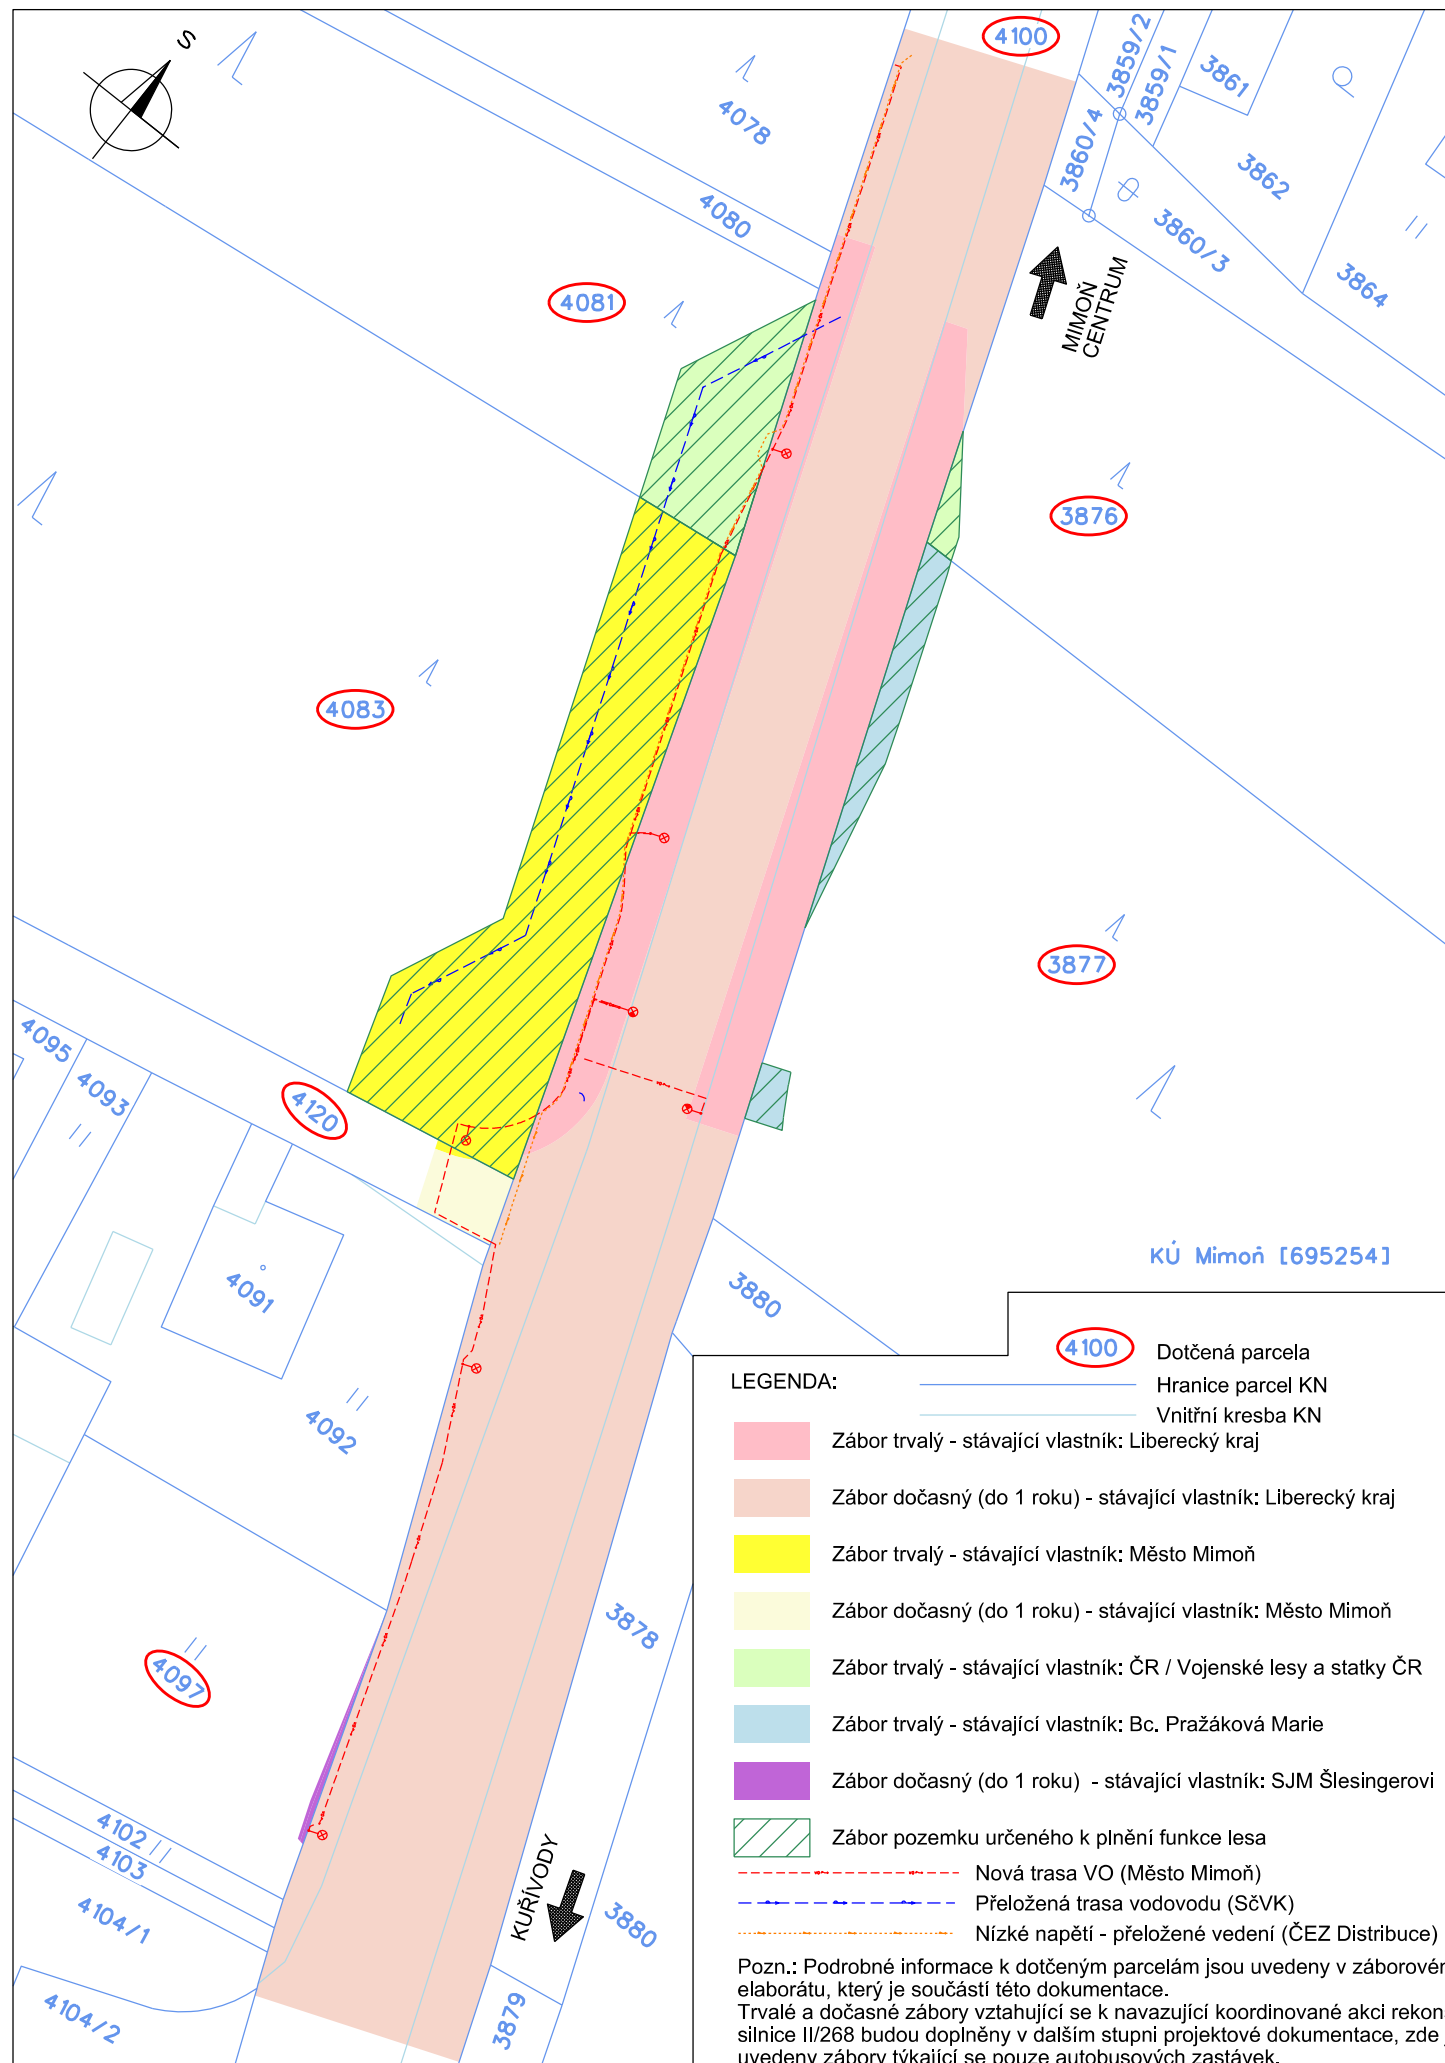 S
4100
3859/2
3859/1
3861
4078
3860/4
3862
4080
3860/3
3864
4081
MIMOŇ
CENTRUM
3876
4083
3877
4095
4093
4120
4091
KÚ Mimoň [695254]
3880
4092
LEGENDA:
4100 Dotčená parcela
Hranice parcel KN
Vnitřní kresba KN
Zábor trvalý - stávající vlastník: Liberecký kraj
Zábor dočasný (do 1 roku) - stávající vlastník: Liberecký kraj
Zábor trvalý - stávající vlastník: Město Mimoň
Zábor dočasný (do 1 roku) - stávající vlastník: Město Mimoň
Zábor trvalý - stávající vlastník: ČR / Vojenské lesy a statky ČR
Zábor trvalý - stávající vlastník: Bc. Pražáková Marie
Zábor dočasný (do 1 roku) - stávající vlastník: SJM Šlesingerovi
Zábor pozemku určeného k plnění funkce lesa
Nová trasa VO (Město Mimoň)
Přeložená trasa vodovodu (SčVK)
Nízké napětí - přeložené vedení (ČEZ Distribuce)
Pozn.: Podrobné informace k dotčeným parcelám jsou uvedeny v
elaborátu, který je součástí této dokumentace.
Trvalé a dočasné zábory vztahující se k navazující koordinované akci
silnice II/268 budou doplněny v dalším stupni projektové dokumentace, zde
uvedeny zábory týkající se pouze autobusových zastávek.
3878
4097
4102
4103
4104/1
4104/2
KUŘÍVODY
3880
3879